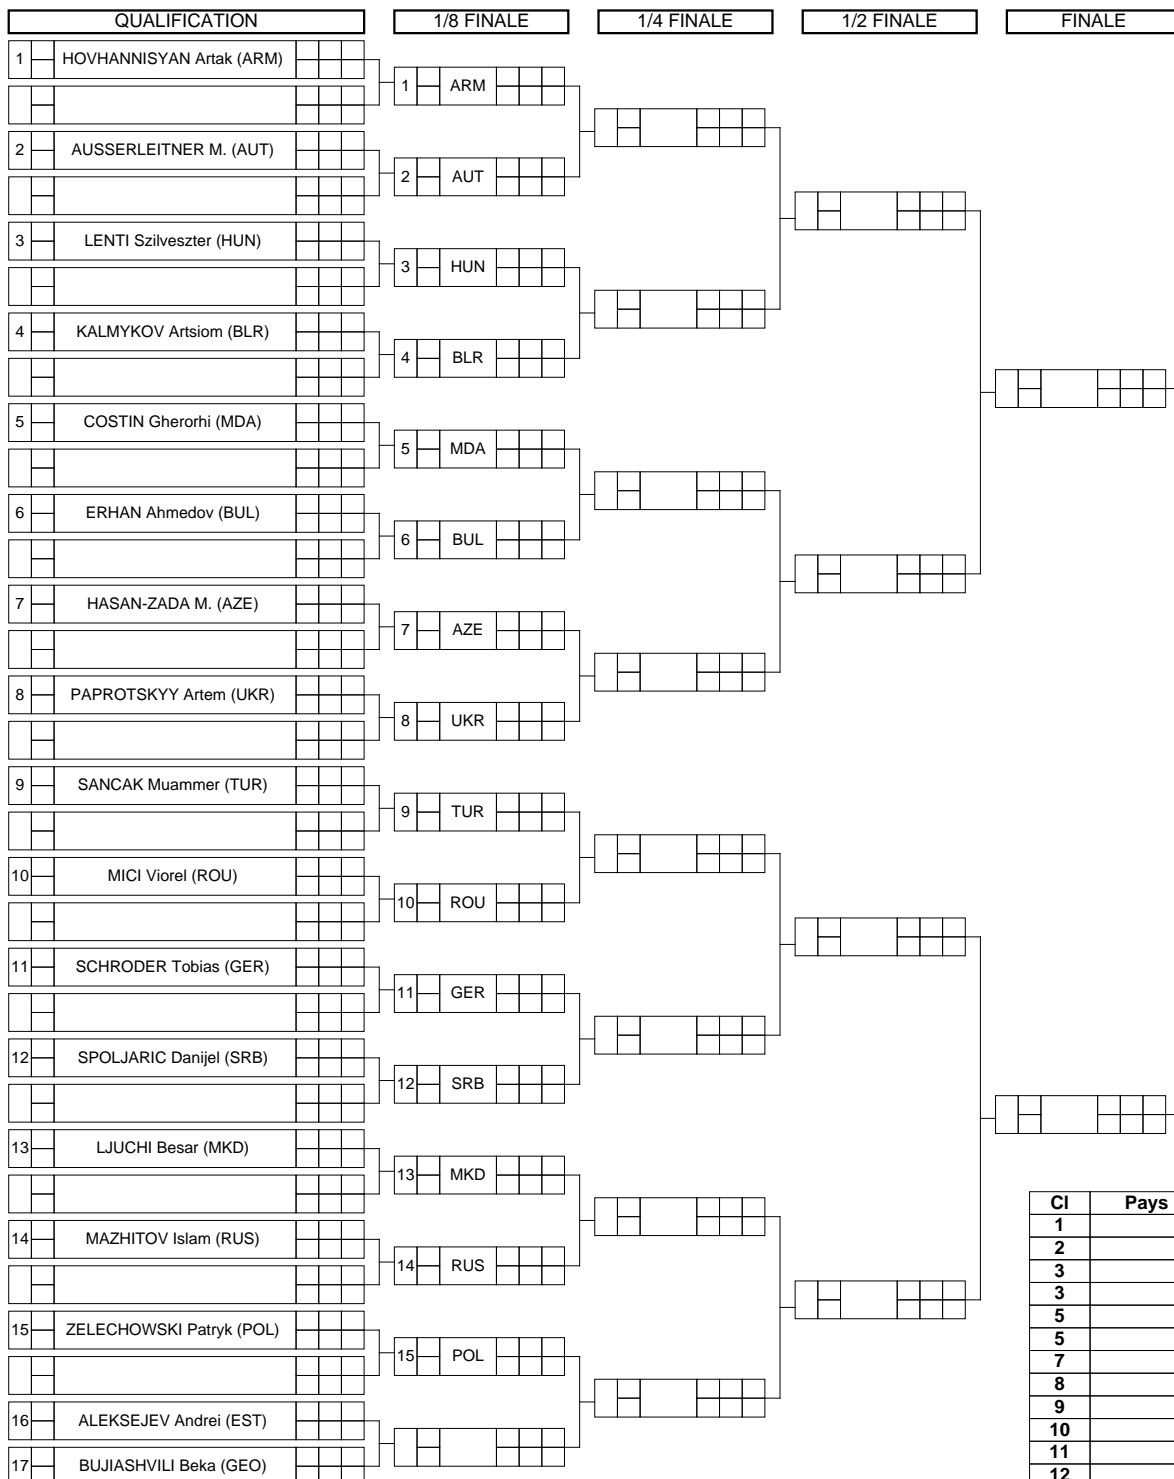 QUALIFICATION
1/8 FINALE
1/4 FINALE
1/2 FINALE
FINALE
1 HOVHANNISYAN Artak (ARM)
2 AUSSERLEITNER M. (AUT)
3 LENTI Szilveszter (HUN)
4 KALMYKOV Artsiom (BLR)
5 COSTIN Gherorhi (MDA)
6 ERHAN Ahmedov (BUL)
7 HASAN-ZADA M. (AZE)
8 PAPROTSKYY Artem (UKR)
9 SANCAK Muammer (TUR)
10 MICI Viorel (ROU)
11 SCHRODER Tobias (GER)
12 SPOLJARIC Danijel (SRB)
13 LJUCHI Besar (MKD)
14 MAZHITOV Islam (RUS)
15 ZELECHOWSKI Patryk (POL)
16 ALEKSEJEV Andrei (EST)
17 BUJIASHVILI Beka (GEO)
1 ARM
2 AUT
3 HUN
4 BLR
5 MDA
6 BUL
7 AZE
8 UKR
9 TUR
10 ROU
11 GER
12 SRB
13 MKD
14 RUS
15 POL
Cl Pays
1
2
3
3
5
5
7
8
9
10
11
12